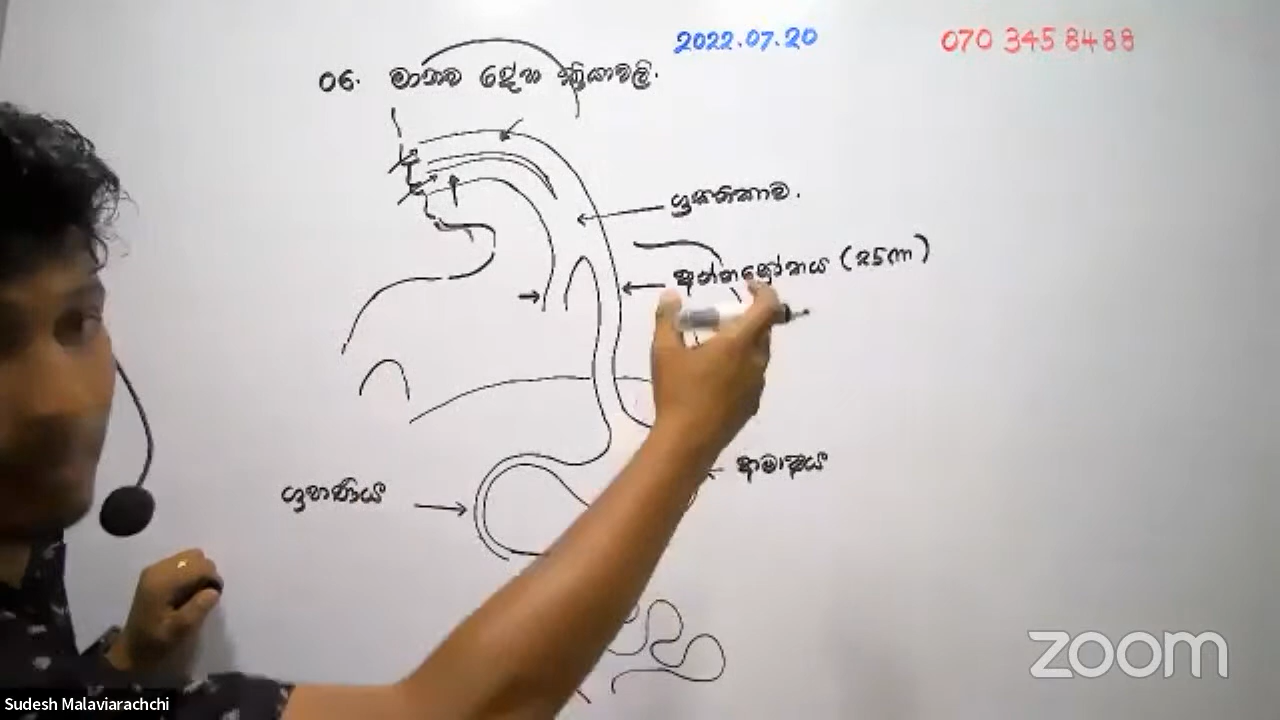 2022.07.20
070 345 8488
06. මානව දේහ ක්‍රියාවලි.
ග්‍රසනිකාව.
අන්නස්‍රෝතය (25cm)
ආමාශය
ග්‍රහණිය
zoom
Sudesh Malaviarachchi